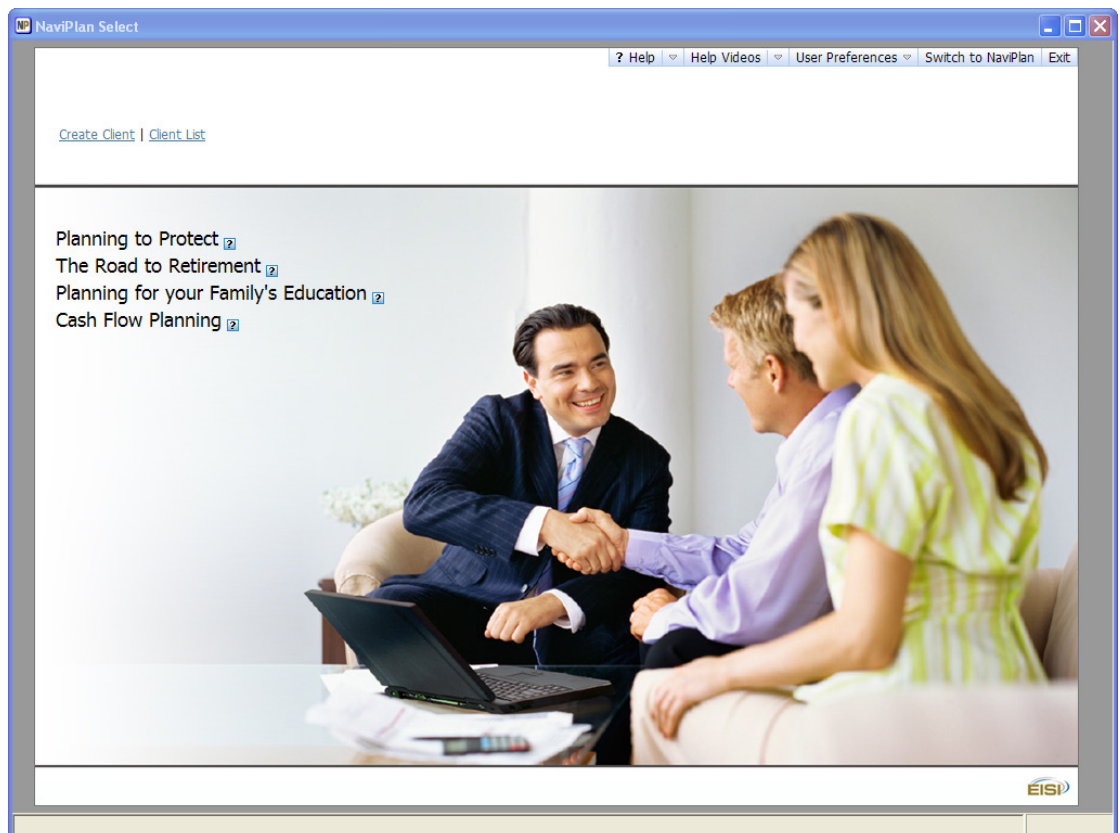 NP NaviPlan Select
? Help Help Videos User Preferences Switch to NaviPlan Exit
Create Client | Client List
Planning to Protect ?
The Road to Retirement ?
Planning for your Family's Education ?
Cash Flow Planning ?
EISI